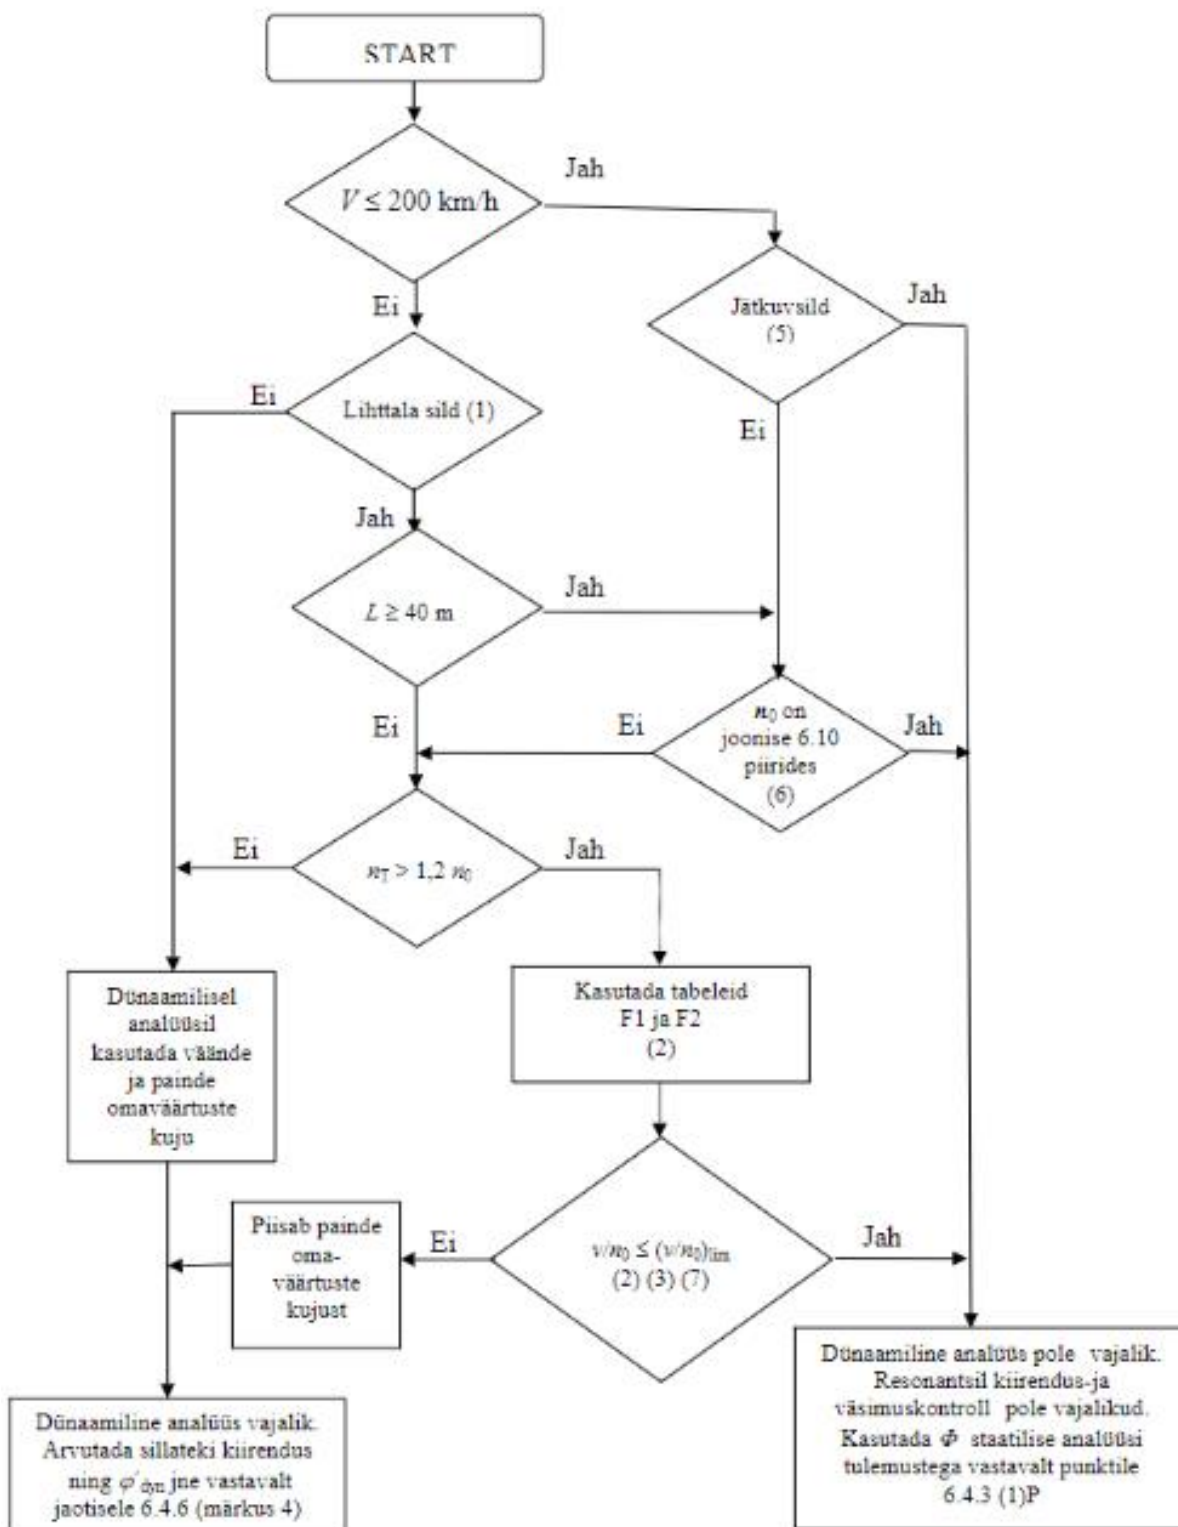 START
Jah
V ≤ 200 km/h
Ei
Jah
Jätkuvsild
(5)
Ei
Lihttala sild (1)
Ei
Jah
Jah
L ≥ 40 m
Ei
Ei
n₀ on
joonise 6.10
piirides
(6)
Jah
Ei
Jah
n_T > 1,2 n₀
Dünaamilisel
analüüsil
kasutada väände
ja painde
omaväärtuste
kuju
Kasutada tabeleid
F1 ja F2
(2)
Piisab painde
oma-
väärtuste
kujust
Ei
v/n₀ ≤ (v/n₀)lim
(2) (3) (7)
Jah
Dünaamiline analüüs vajalik.
Arvutada sillateki kiirendus
ning φ'dyn jne vastavalt
jaotisele 6.4.6 (märkus 4)
Dünaamiline analüüs pole vajalik.
Resonantsil kiirendus-ja
väsimuskontroll pole vajalikud.
Kasutada Φ staatilise analüüsi
tulemustega vastavalt punktile
6.4.3 (1)P